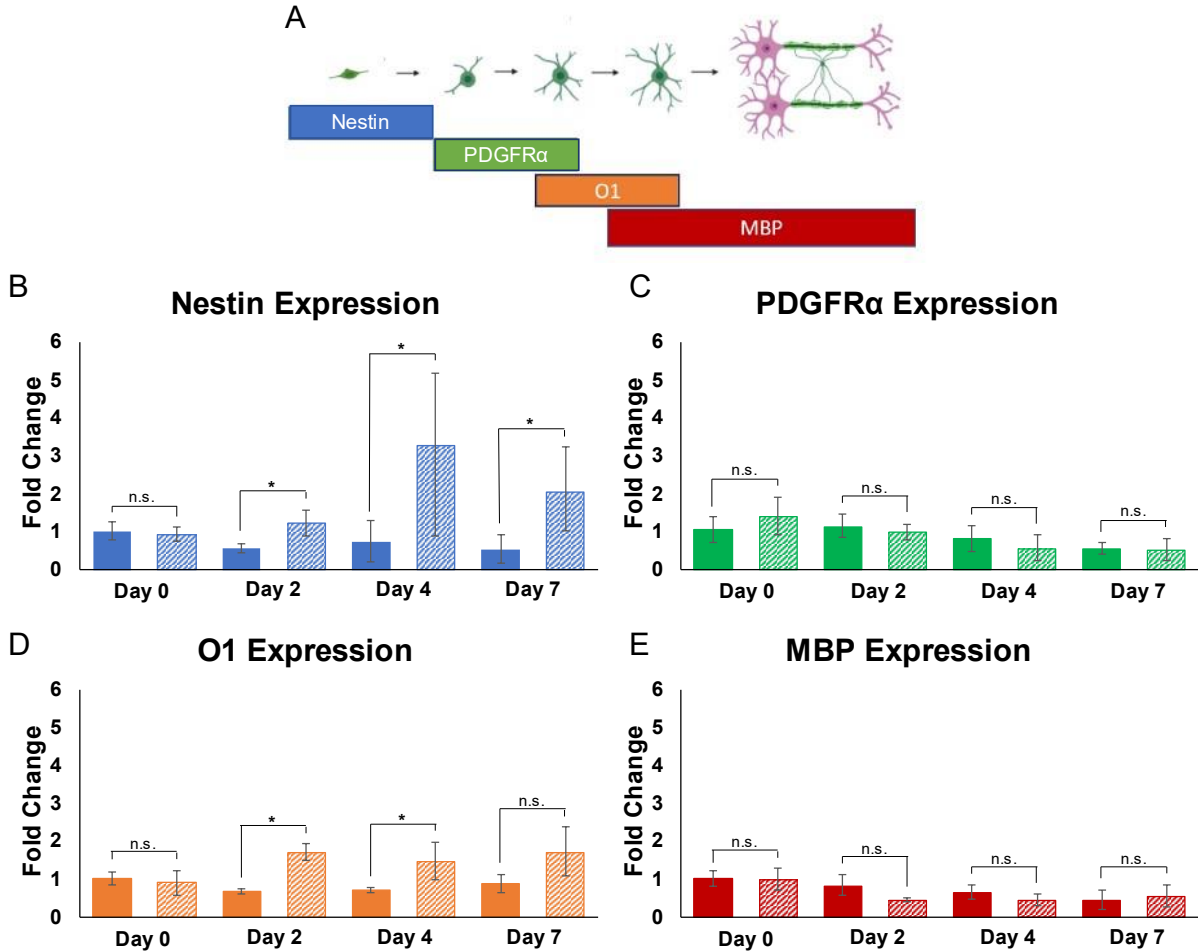 A
Nestin
PDGFRα
O1
MBP
B
Nestin Expression
Fold Change
6
5
4
3
2
1
0
n.s.
*
*
*
Day 0 Day 2 Day 4 Day 7
C
PDGFRα Expression
Fold Change
6
5
4
3
2
1
0
n.s.
n.s.
n.s.
n.s.
Day 0 Day 2 Day 4 Day 7
D
O1 Expression
Fold Change
6
5
4
3
2
1
0
n.s.
*
*
n.s.
Day 0 Day 2 Day 4 Day 7
E
MBP Expression
Fold Change
6
5
4
3
2
1
0
n.s.
n.s.
n.s.
n.s.
Day 0 Day 2 Day 4 Day 7